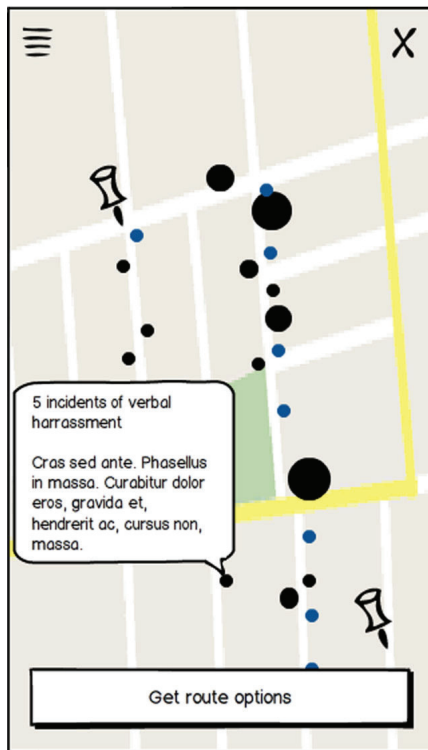 5 incidents of verbal
harrassment
Cras sed ante. Phasellus
in massa. Curabitur dolor
eros, gravida et,
hendrerit ac, cursus non,
massa.
Get route options